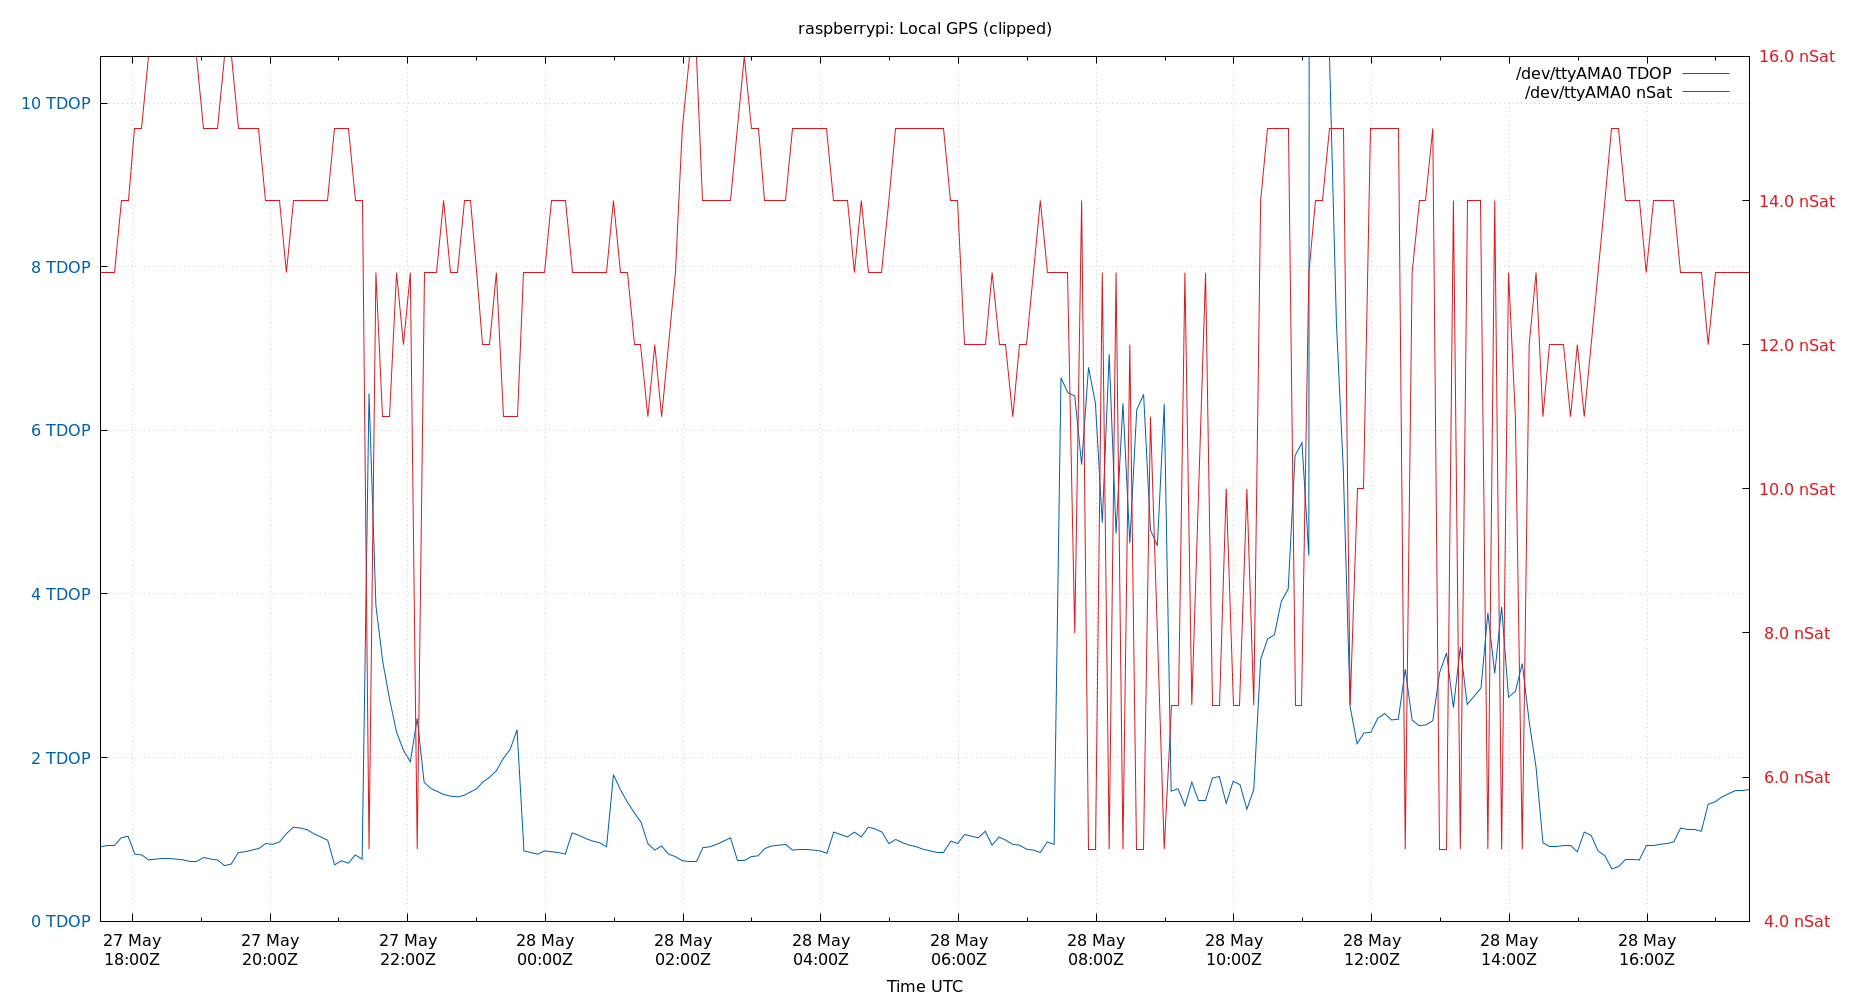 raspberrypi: Local GPS (clipped)
/dev/ttyAMA0 TDOP
/dev/ttyAMA0 nSat
10 TDOP
8 TDOP
6 TDOP
4 TDOP
2 TDOP
0 TDOP
16.0 nSat
14.0 nSat
12.0 nSat
10.0 nSat
8.0 nSat
6.0 nSat
4.0 nSat
27 May 27 May 27 May 28 May 28 May 28 May 28 May 28 May 28 May 28 May 28 May 28 May
18:00Z 20:00Z 22:00Z 00:00Z 02:00Z 04:00Z 06:00Z 08:00Z 10:00Z 12:00Z 14:00Z 16:00Z
Time UTC